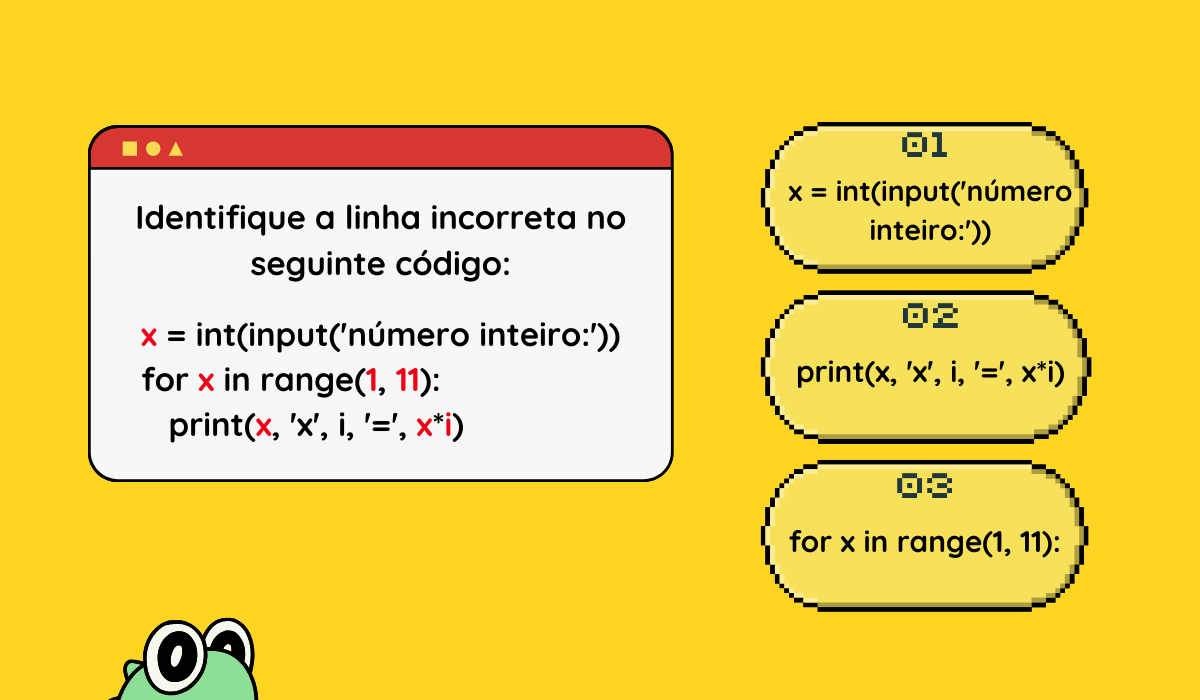 Identifique a linha incorreta no
seguinte código:
x = int(input('número inteiro:'))
for x in range(1, 11):
print(x, 'x', i, '=', x*i)
01
x = int(input('número
inteiro:'))
02
print(x, 'x', i, '=', x*i)
03
for x in range(1, 11):